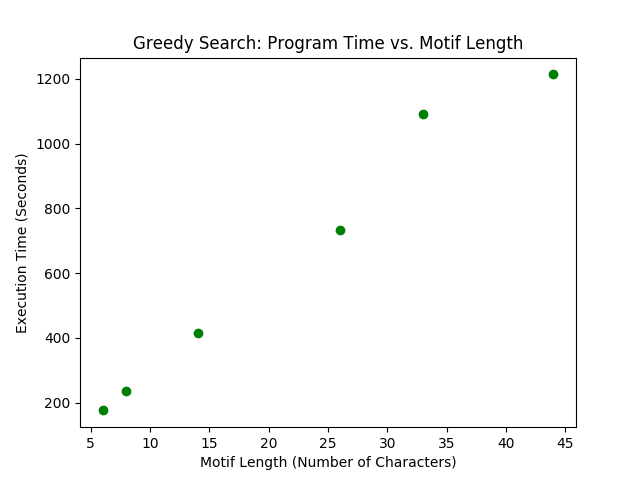 Greedy Search: Program Time vs. Motif Length
Execution Time (Seconds)
1200
1000
800
600
400
200
5 10 15 20 25 30 35 40 45
Motif Length (Number of Characters)